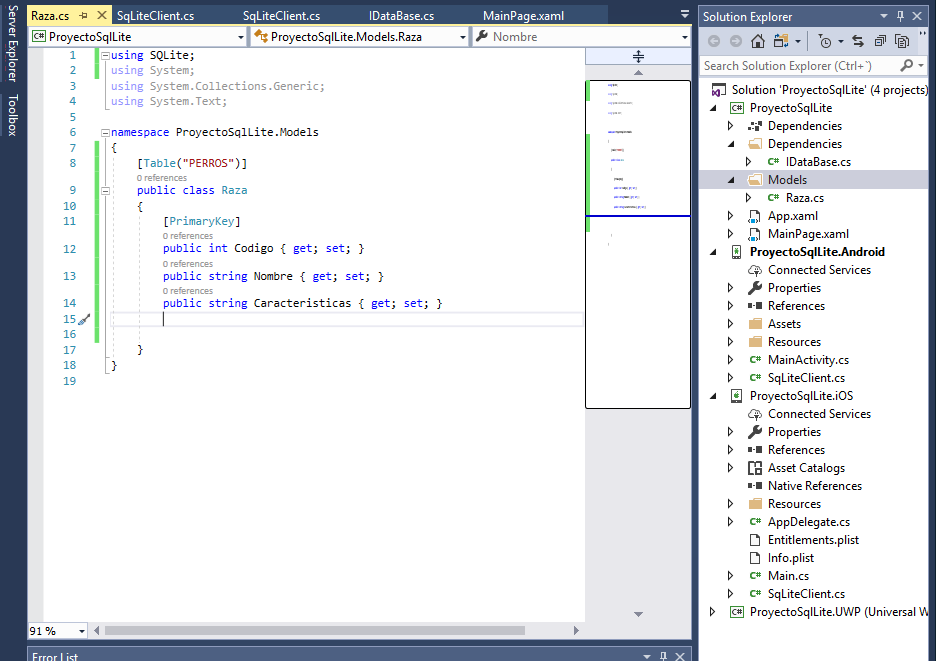 Server Explorer
Toolbox
Raza.cs
SqLiteClient.cs
SqLiteClient.cs
IDataBase.cs
MainPage.xaml
ProyectoSqlLite
ProyectoSqlLite.Models.Raza
Nombre
1 using SQLite;
2 using System;
3 using System.Collections.Generic;
4 using System.Text;
5
6 namespace ProyectoSqlLite.Models
7 {
8 [Table("PERROS")]
0 references
9 public class Raza
10 {
11 [PrimaryKey]
0 references
12 public int Codigo { get; set; }
0 references
13 public string Nombre { get; set; }
0 references
14 public string Caracteristicas { get; set; }
15
16
17 }
18 }
19
91 %
Error List
Solution Explorer
Search Solution Explorer (Ctrl+`)
Solution 'ProyectoSqlLite' (4 projects)
C# ProyectoSqlLite
Dependencies
Dependencies
C# IDataBase.cs
Models
C# Raza.cs
App.xaml
MainPage.xaml
ProyectoSqlLite.Android
Connected Services
Properties
References
Assets
Resources
C# MainActivity.cs
C# SqLiteClient.cs
ProyectoSqlLite.iOS
Connected Services
Properties
References
Asset Catalogs
Native References
Resources
C# AppDelegate.cs
Entitlements.plist
Info.plist
C# Main.cs
C# SqLiteClient.cs
C# ProyectoSqlLite.UWP (Universal W